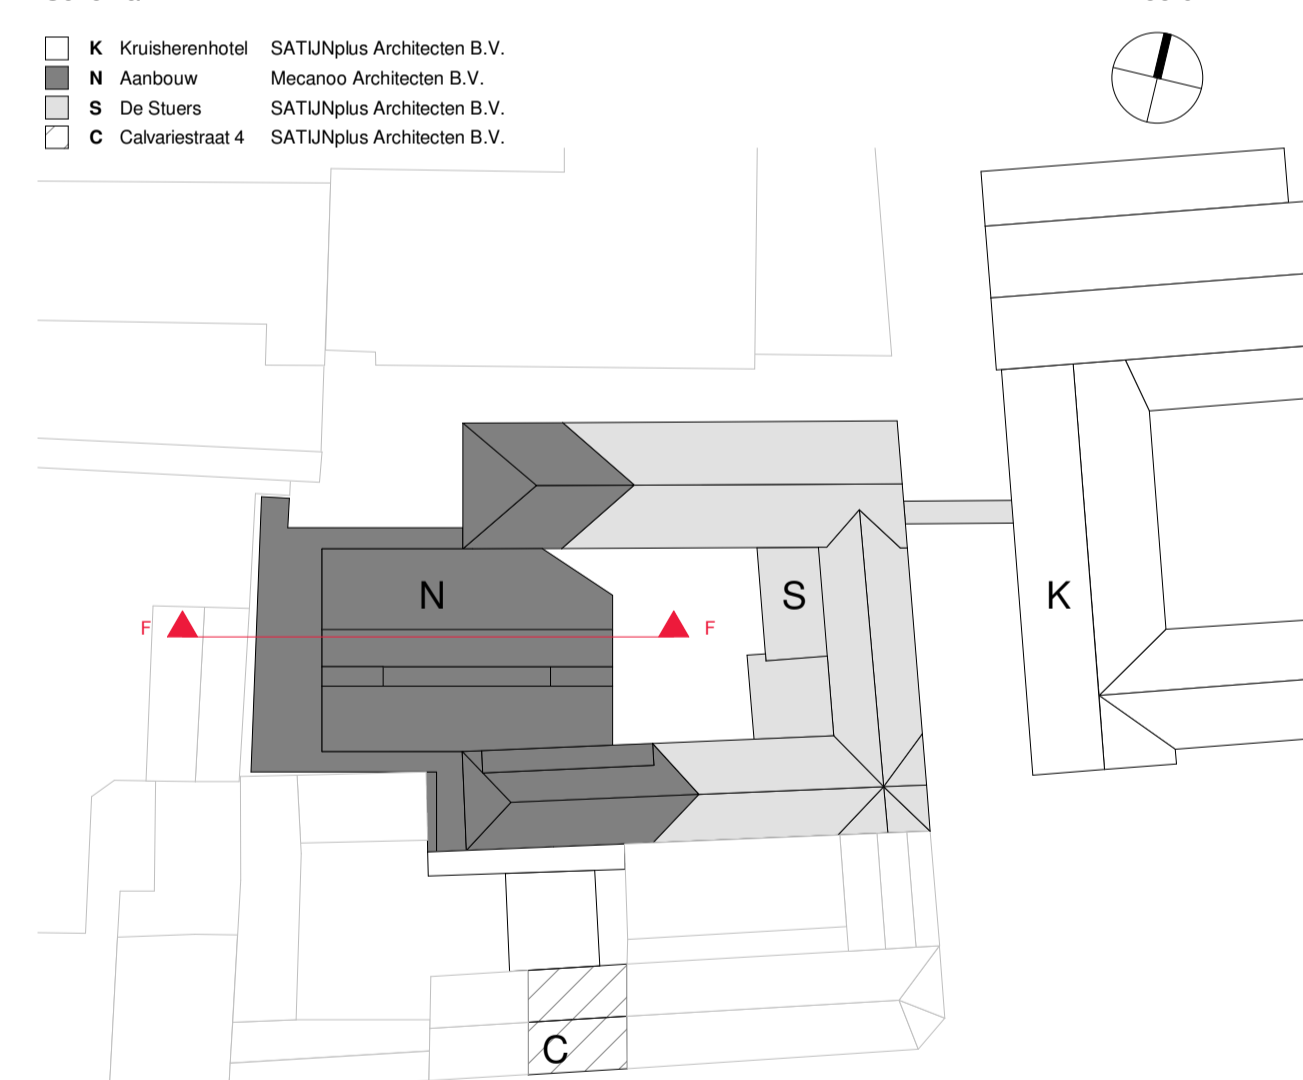 K Kruisherenhotel SATIJNplus Architecten B.V.
N Aanbouw Mecanoo Architecten B.V.
S De Stuers SATIJNplus Architecten B.V.
C Calvariestraat 4 SATIJNplus Architecten B.V.
N
S
K
F
F
C